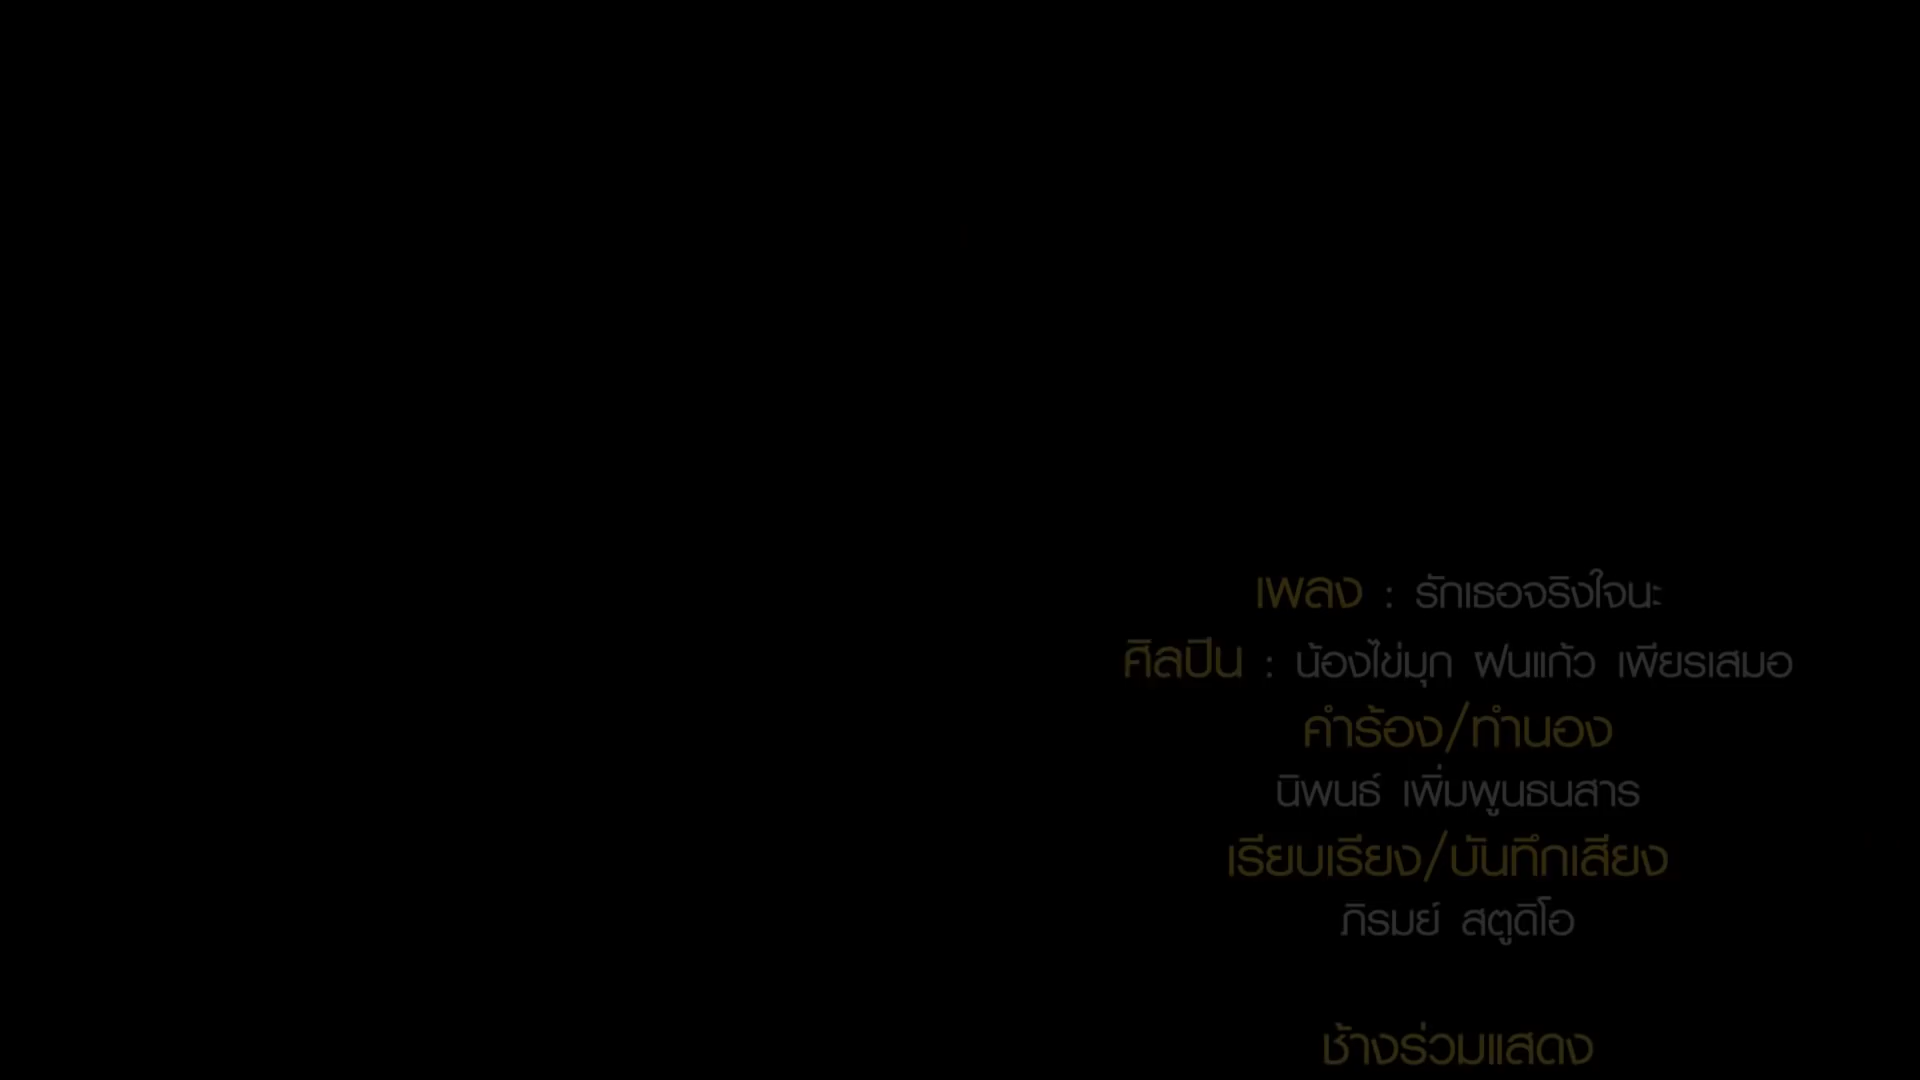 เพลง : รักเธอจริงใจนะ
ศิลปิน : น้องไข่มุก ฝนแก้ว เพียรเสมอ
คำร้อง/ทำนอง
นิพนธ์ เพิ่มพูนธนสาร
เรียบเรียง/บันทึกเสียง
ภิรมย์ สตูดิโอ
ช้างร่วมแสดง